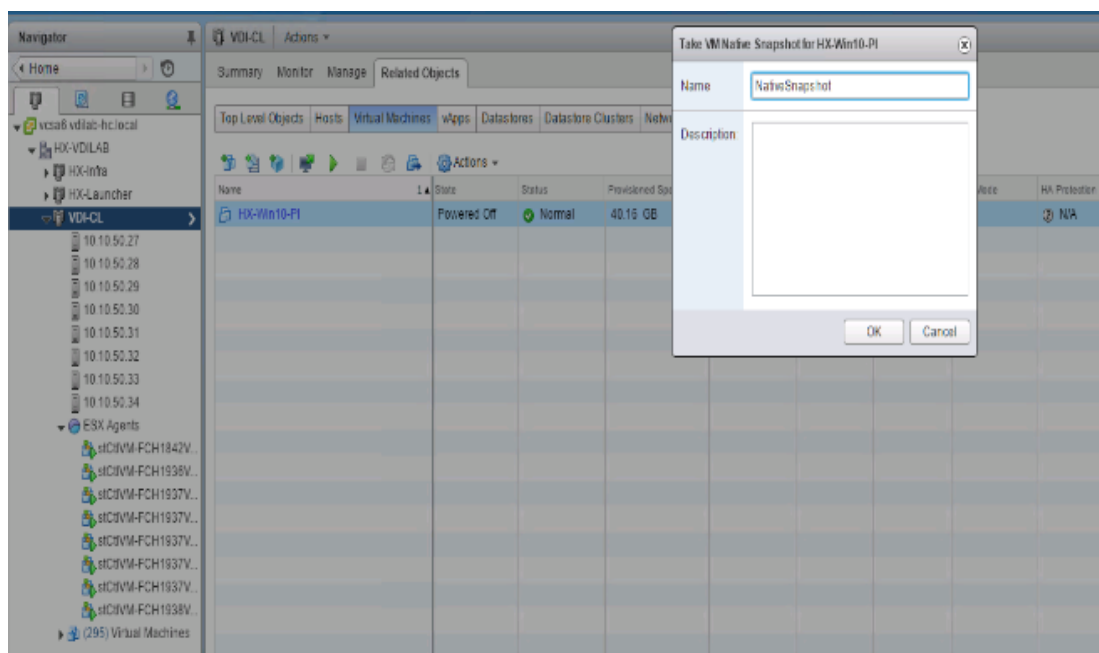 Navigator
Home
vcsa6.vdilab-hc.local
HX-VDILAB
HX-Infra
HX-Launcher
VDI-CL
10.10.50.27
10.10.50.28
10.10.50.29
10.10.50.30
10.10.50.31
10.10.50.32
10.10.50.33
10.10.50.34
ESX Agents
stCtlVM-FCH1842V...
stCtlVM-FCH1936V...
stCtlVM-FCH1937V...
stCtlVM-FCH1937V...
stCtlVM-FCH1937V...
stCtlVM-FCH1937V...
stCtlVM-FCH1937V...
stCtlVM-FCH1938V...
(295) Virtual Machines
VDI-CL Actions
Summary Monitor Manage Related Objects
Top Level Objects Hosts Virtual Machines vApps Datastores Datastore Clusters Netwo
Actions
Name 1 State Status Provisioned Spa Mode HA Protection
HX-Win10-PI Powered Off Normal 40.16 GB N/A
Take VM Native Snapshot for HX-Win10-PI
Name NativeSnapshot
Description:
OK Cancel